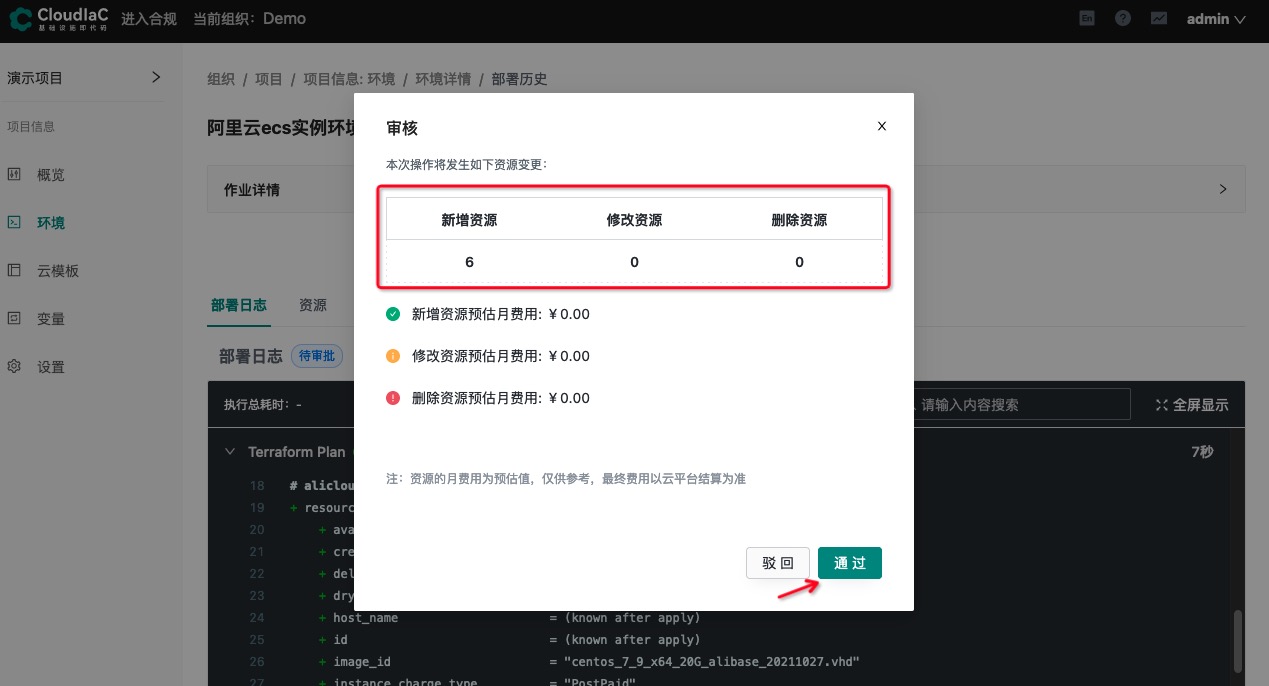 CloudIaC
基础设施即代码
进入合规 当前组织：Demo
En
admin
演示项目
项目信息
概览
环境
云模板
变量
设置
组织 / 项目 / 项目信息: 环境 / 环境详情 / 部署历史
阿里云ecs实例环境
作业详情
部署日志 资源
部署日志 待审批
执行总耗时： -
请输入内容搜索
全屏显示
审核
本次操作将发生如下资源变更：
新增资源 修改资源 删除资源
6 0 0
新增资源预估月费用: ￥0.00
修改资源预估月费用: ￥0.00
删除资源预估月费用: ￥0.00
注：资源的月费用为预估值，仅供参考，最终费用以云平台结算为准
驳 回 通 过
Terraform Plan 7秒
18 # aliclou
19 + resourc
20 + ava
21 + cre
22 + del
23 + dry
24 + host_name = (known after apply)
25 + id = (known after apply)
26 + image_id = "centos_7_9_x64_20G_alibase_20211027.vhd"
27 + instance_charge_type = "PostPaid"